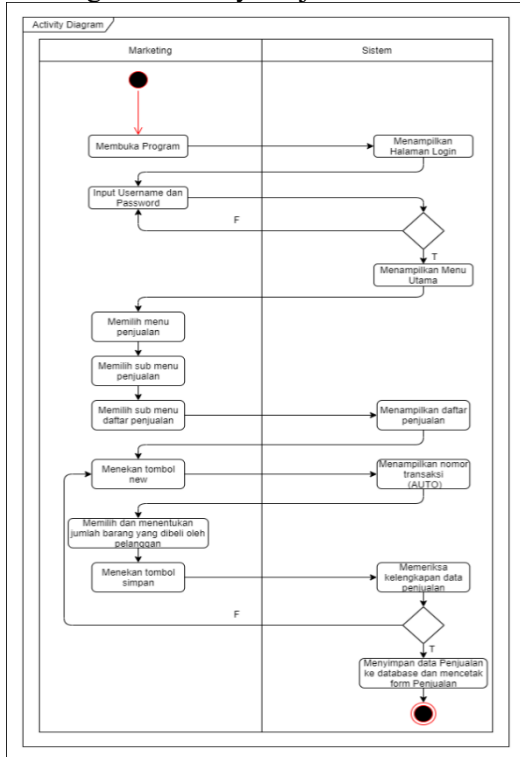 Activity Diagram
Marketing
Sistem
Membuka Program
Menampilkan
Halaman Login
Input Username dan
Password
F
T
Menampilkan Menu
Utama
Memilih menu
penjualan
Memilih sub menu
penjualan
Memilih sub menu
daftar penjualan
Menampilkan daftar
penjualan
Menekan tombol
new
Menampilkan nomor
transaksi
(AUTO)
Memilih dan menentukan
jumlah barang yang dibeli oleh
pelanggan
Menekan tombol
simpan
Memeriksa
kelengkapan data
penjualan
F
T
Menyimpan data Penjualan
ke database dan mencetak
form Penjualan